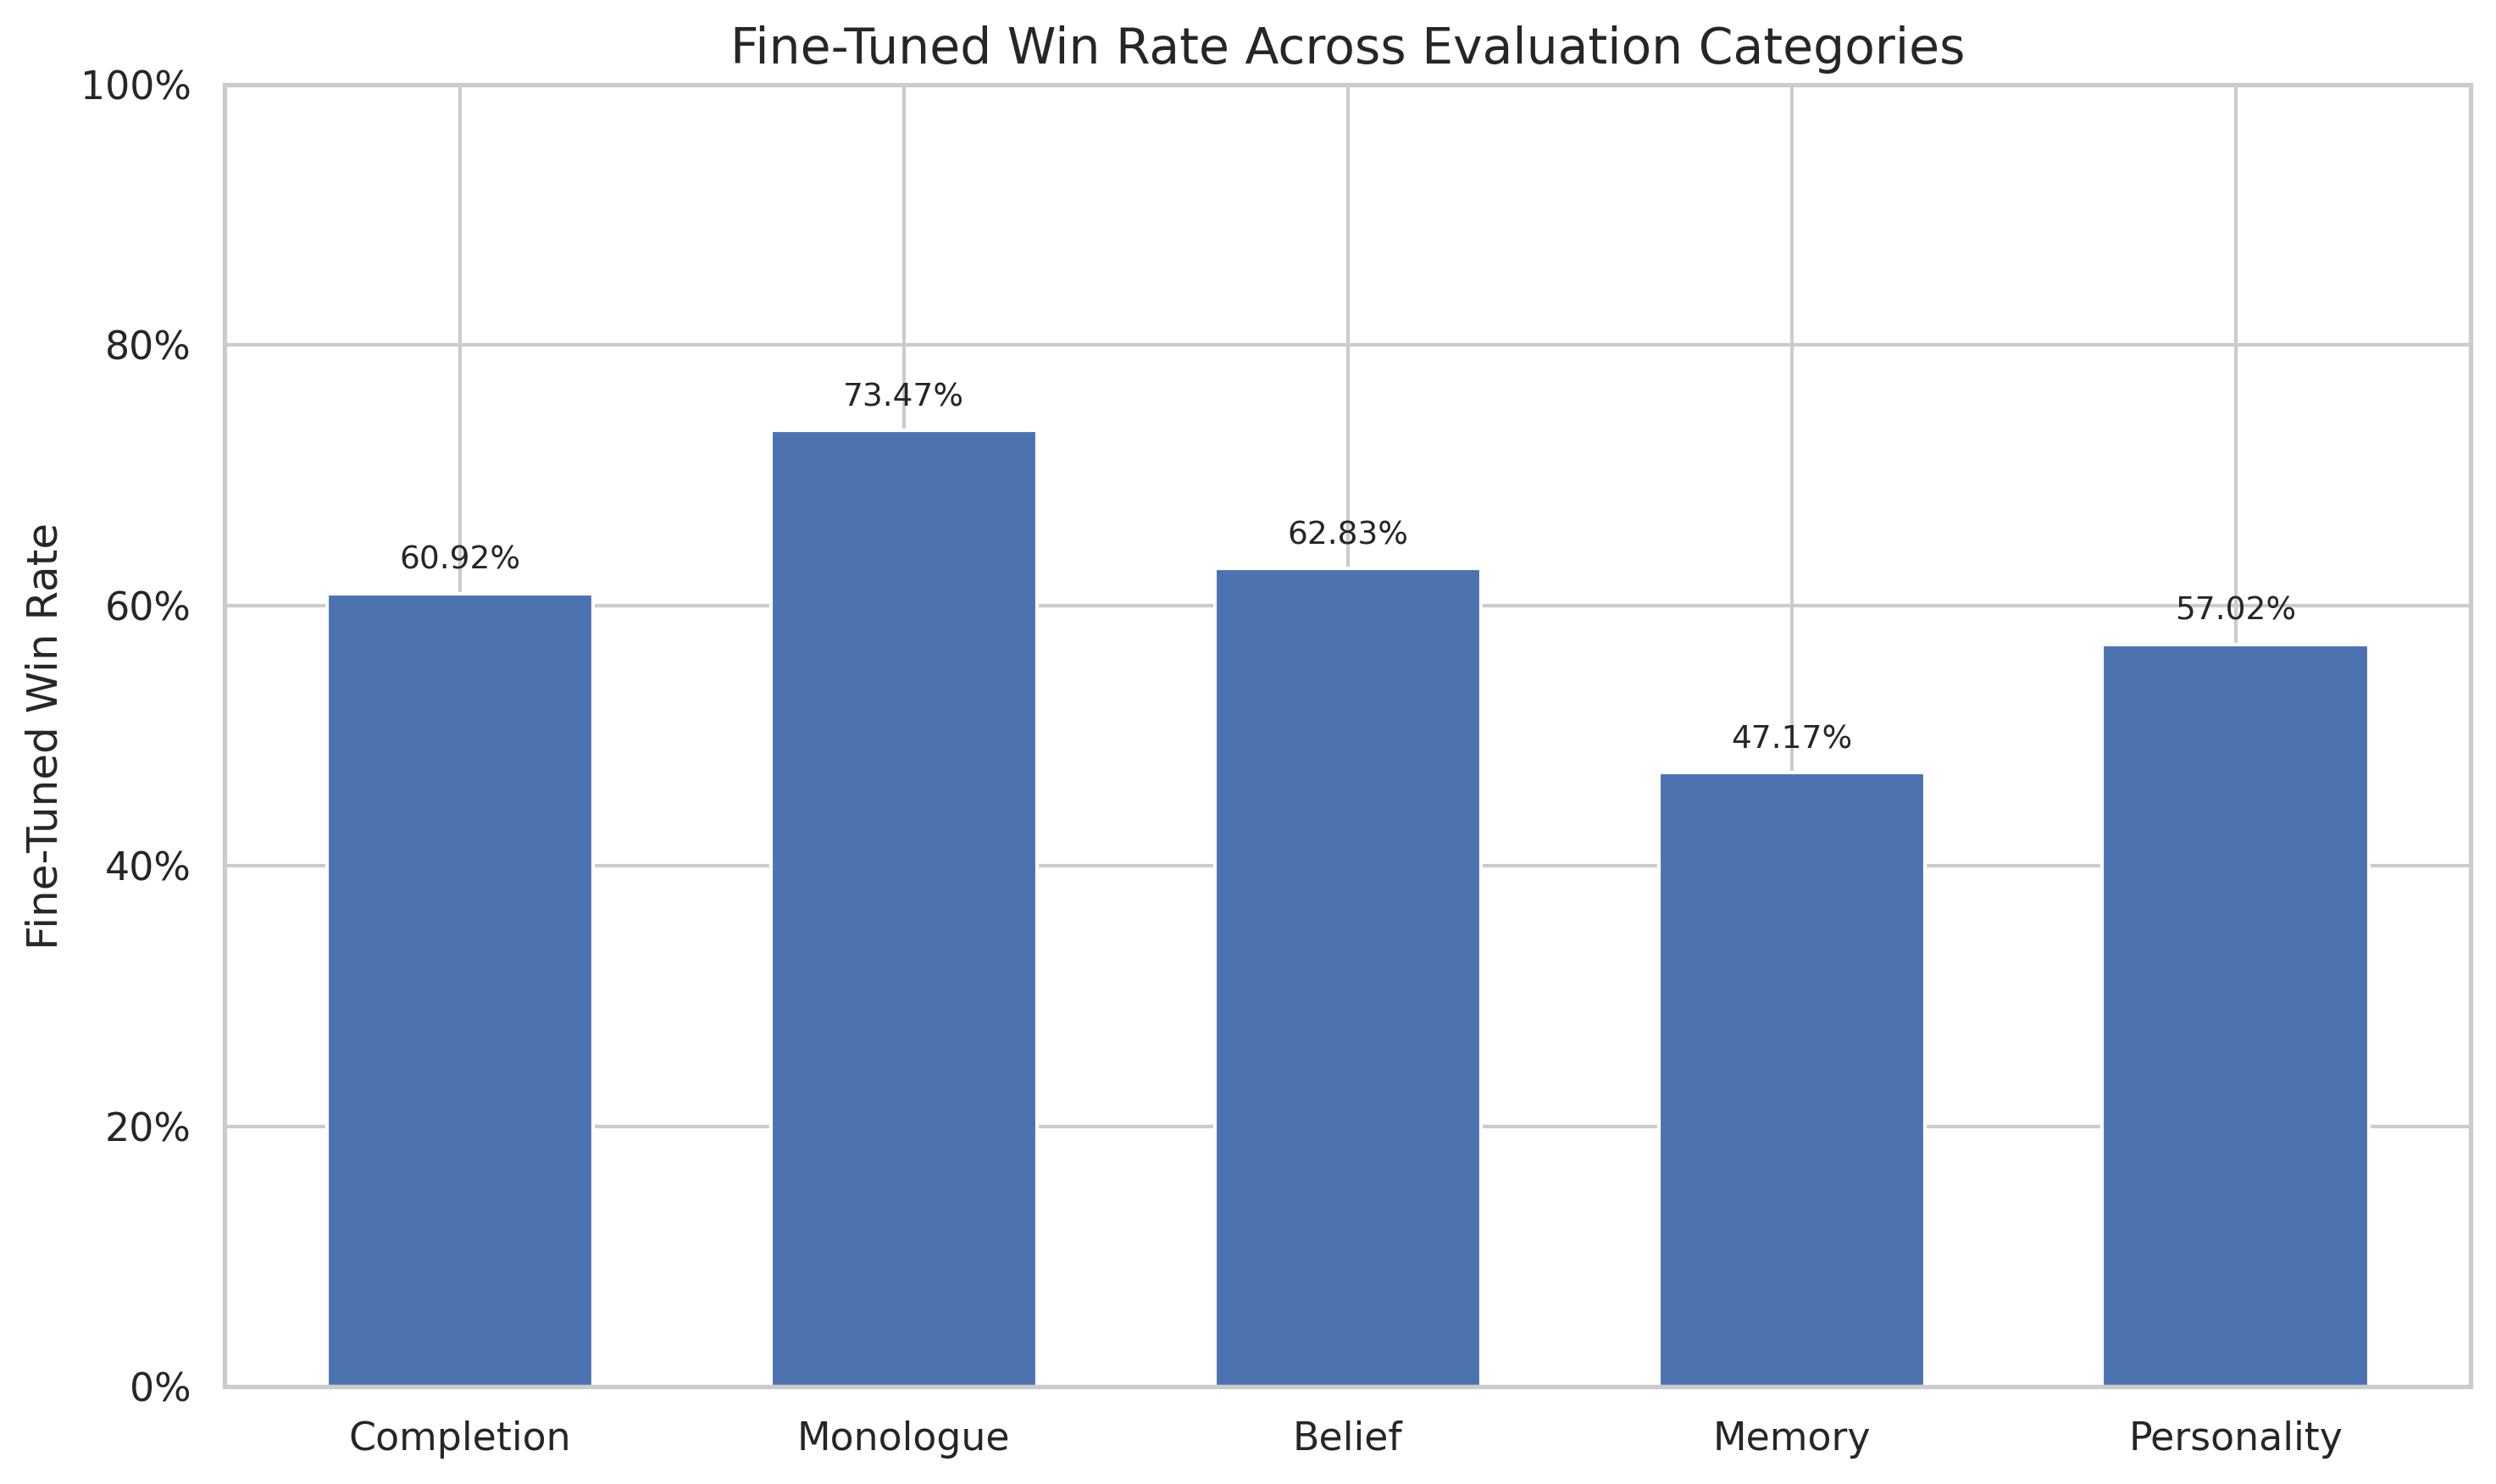 Fine-Tuned Win Rate Across Evaluation Categories
Fine-Tuned Win Rate
100%
80%
60%
40%
20%
0%
60.92%
73.47%
62.83%
47.17%
57.02%
Completion
Monologue
Belief
Memory
Personality